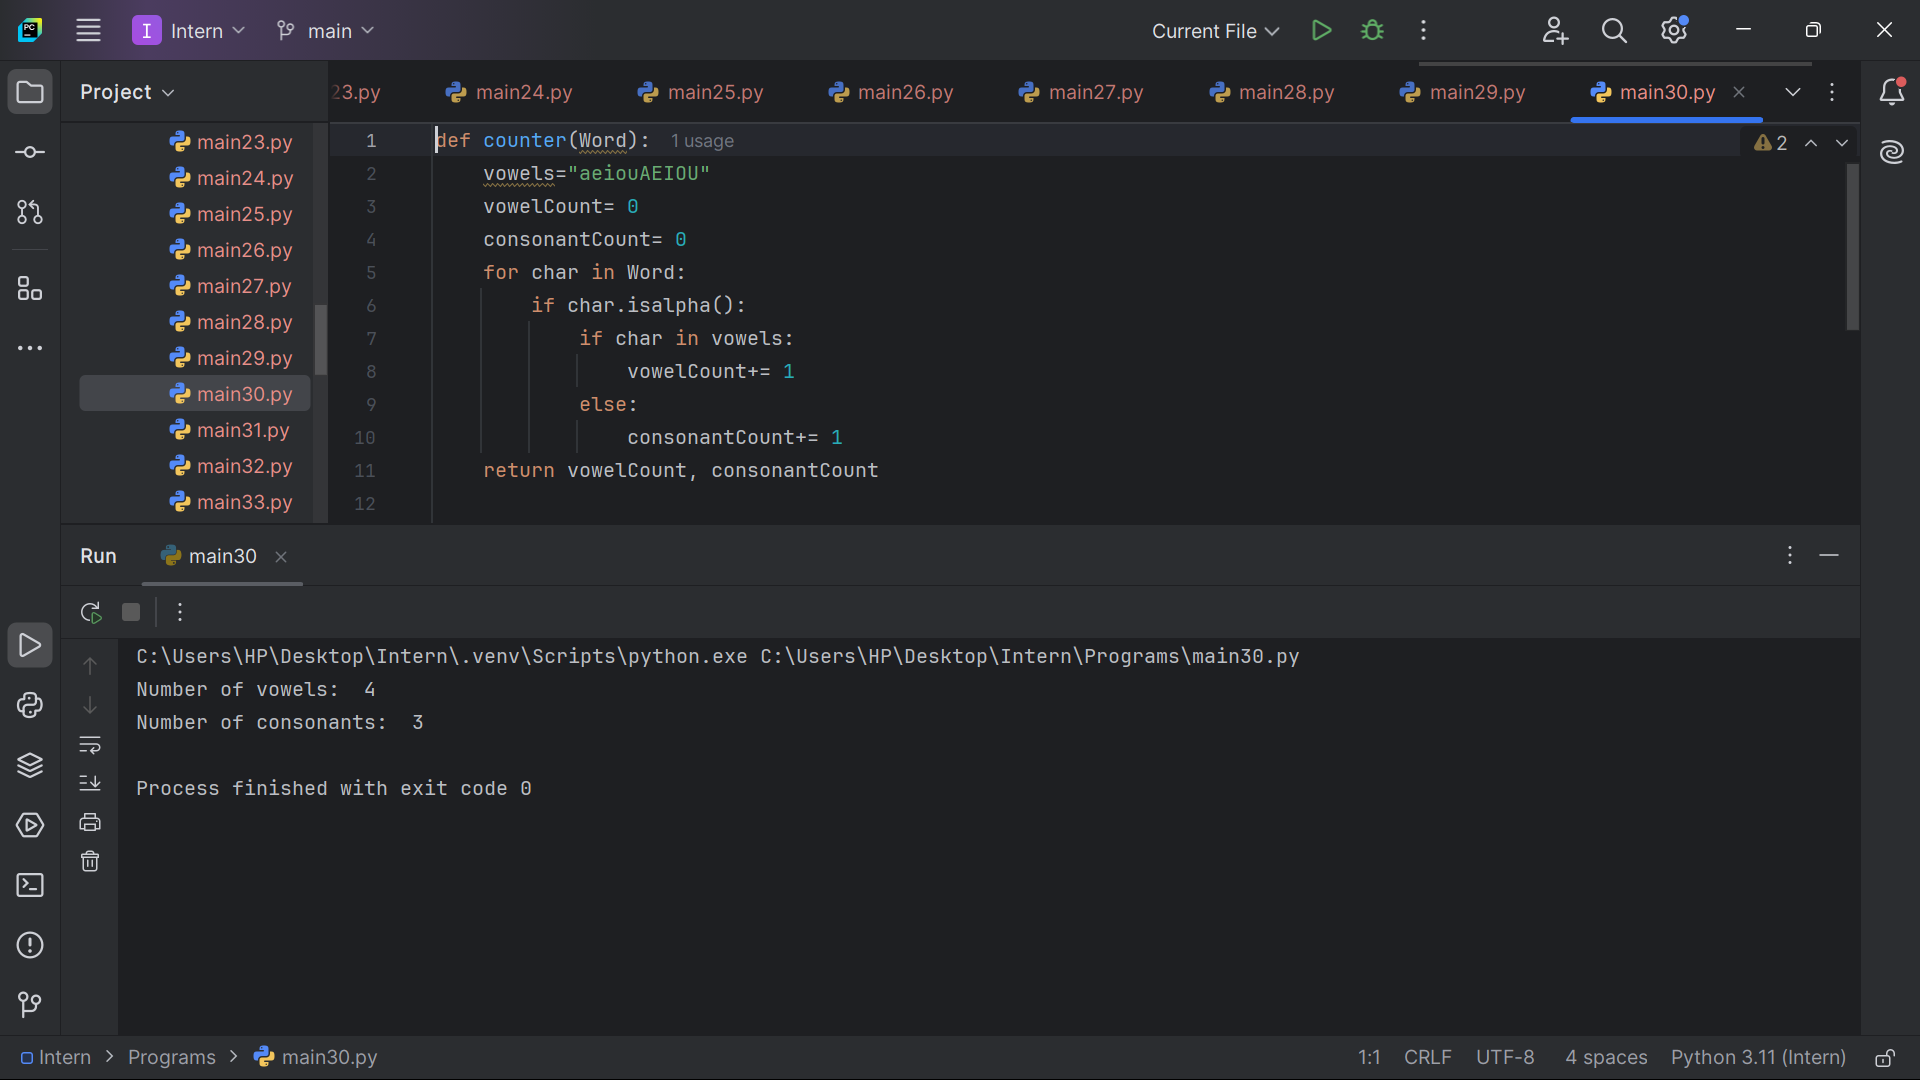 Intern main Current File
Project 23.py main24.py main25.py main26.py main27.py main28.py main29.py main30.py
main23.py
main24.py
main25.py
main26.py
main27.py
main28.py
main29.py
main30.py
main31.py
main32.py
main33.py
1 def counter(Word): 1 usage
2 vowels="aeiouAEIOU"
3 vowelCount= 0
4 consonantCount= 0
5 for char in Word:
6 if char.isalpha():
7 if char in vowels:
8 vowelCount+= 1
9 else:
10 consonantCount+= 1
11 return vowelCount, consonantCount
12
2
Run main30
C:\Users\HP\Desktop\Intern\.venv\Scripts\python.exe C:\Users\HP\Desktop\Intern\Programs\main30.py
Number of vowels:  4
Number of consonants:  3
Process finished with exit code 0
Intern > Programs > main30.py 1:1 CRLF UTF-8 4 spaces Python 3.11 (Intern)